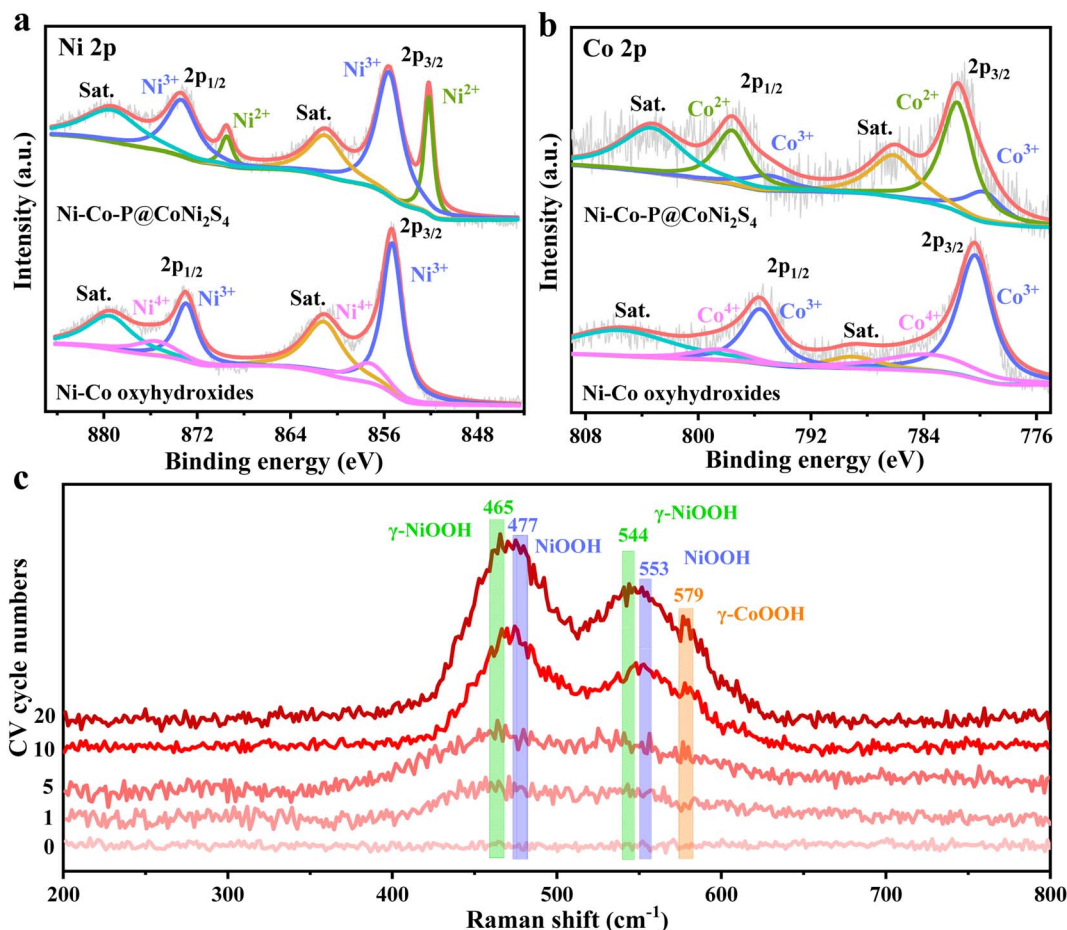 a
Ni 2p
Sat.
Ni³⁺
2p₁/₂
Ni²⁺
Sat.
Ni³⁺
2p₃/₂
Ni²⁺
Ni-Co-P@CoNi₂S₄
Sat.
Ni⁴⁺
2p₁/₂
Ni³⁺
Sat.
Ni⁴⁺
2p₃/₂
Ni³⁺
Ni-Co oxyhydroxides
Intensity (a.u.)
880 872 864 856 848
Binding energy (eV)
b
Co 2p
Sat.
Co²⁺
2p₁/₂
Co³⁺
Sat.
Co²⁺
2p₃/₂
Co³⁺
Ni-Co-P@CoNi₂S₄
Sat.
Co⁴⁺
2p₁/₂
Co³⁺
Sat.
Co⁴⁺
2p₃/₂
Co³⁺
Ni-Co oxyhydroxides
Intensity (a.u.)
808 800 792 784 776
Binding energy (eV)
c
γ-NiOOH
465
477
NiOOH
544
γ-NiOOH
553
NiOOH
579
γ-CoOOH
CV cycle numbers
20
10
5
1
0
200 300 400 500 600 700 800
Raman shift (cm⁻¹)